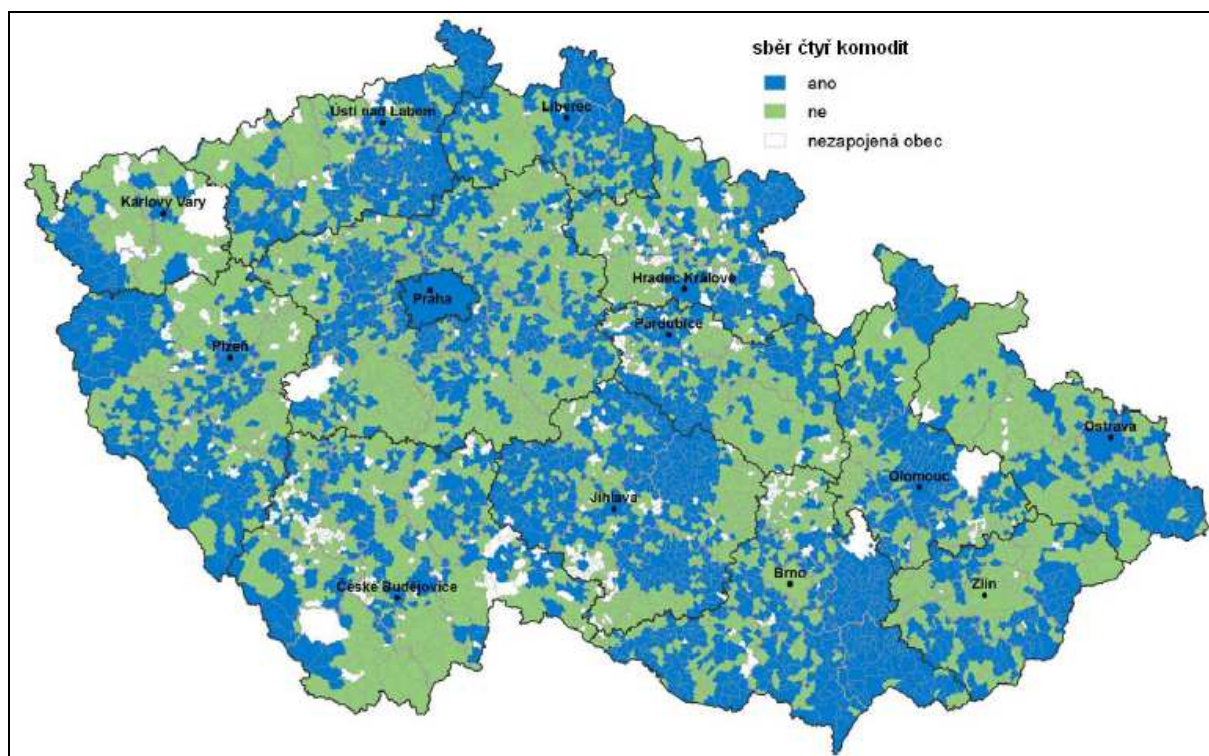 sběr čtyř komodit
ano
ne
nezapojená obec
Ústí nad Labem
Liberec
Karlovy Vary
Hradec Králové
Praha
Pardubice
Plzeň
Ostrava
Olomouc
Jihlava
Brno
Zlín
České Budějovice